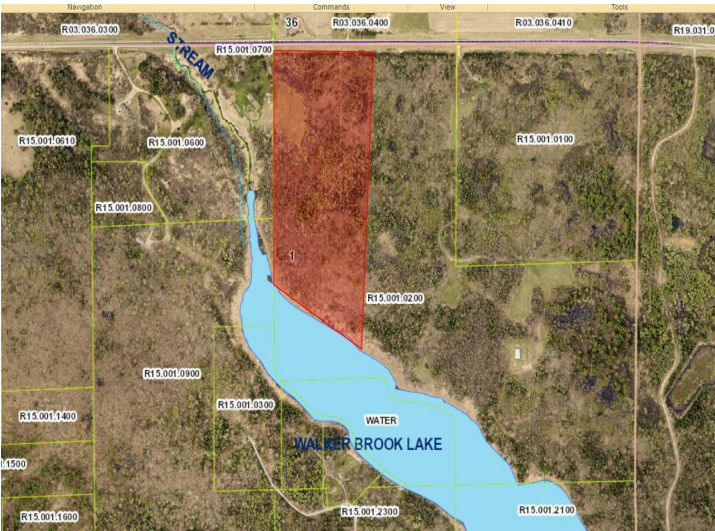 Navigation Commands View Tools
36
R03.036.0300 R03.036.0400 R03.036.0410 R19.031.0
R15.001.0700
STREAM
R15.001.0610 R15.001.0600 R15.001.0100
R15.001.0800
1
R15.001.0200
R15.001.0900
R15.001.0300
R15.001.1400
WATER
WALKER BROOK LAKE
.1500
R15.001.1600 R15.001.2300 R15.001.2100